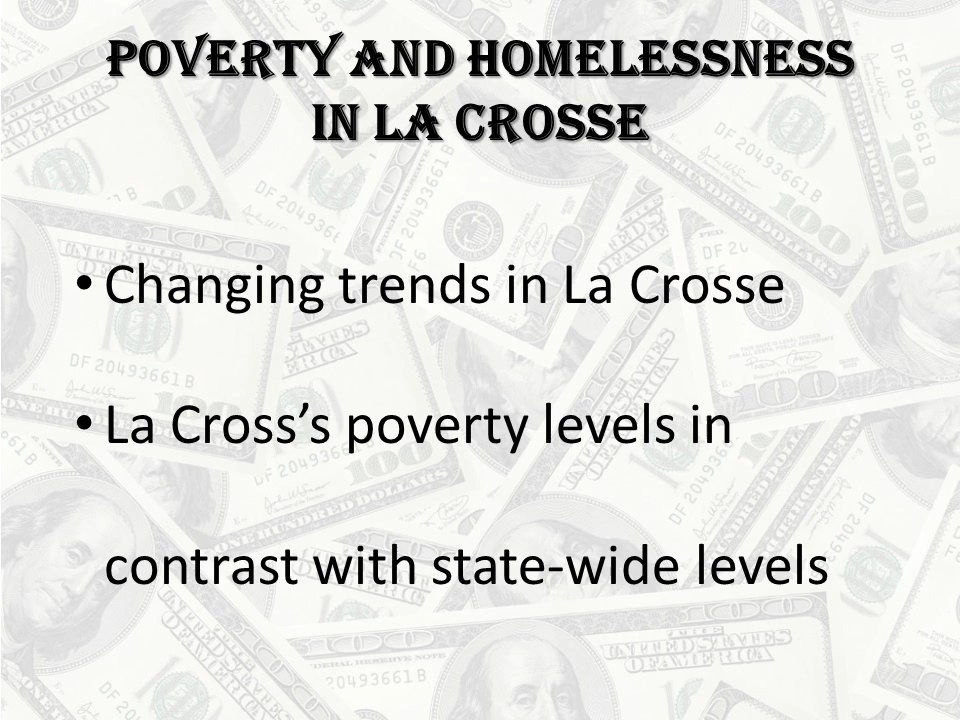 POVERTY AND HOMELESSNESS
IN LA CROSSE
• Changing trends in La Crosse
• La Cross’s poverty levels in
contrast with state-wide levels